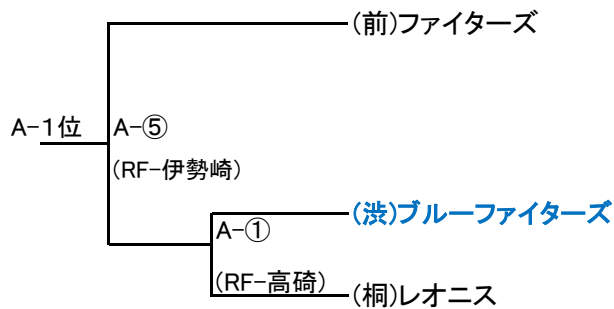 (前)ファイターズ
A-1位
A-⑤
(RF-伊勢崎)
(渋)ブルーファイターズ
A-①
(RF-高碕)
(桐)レオニス